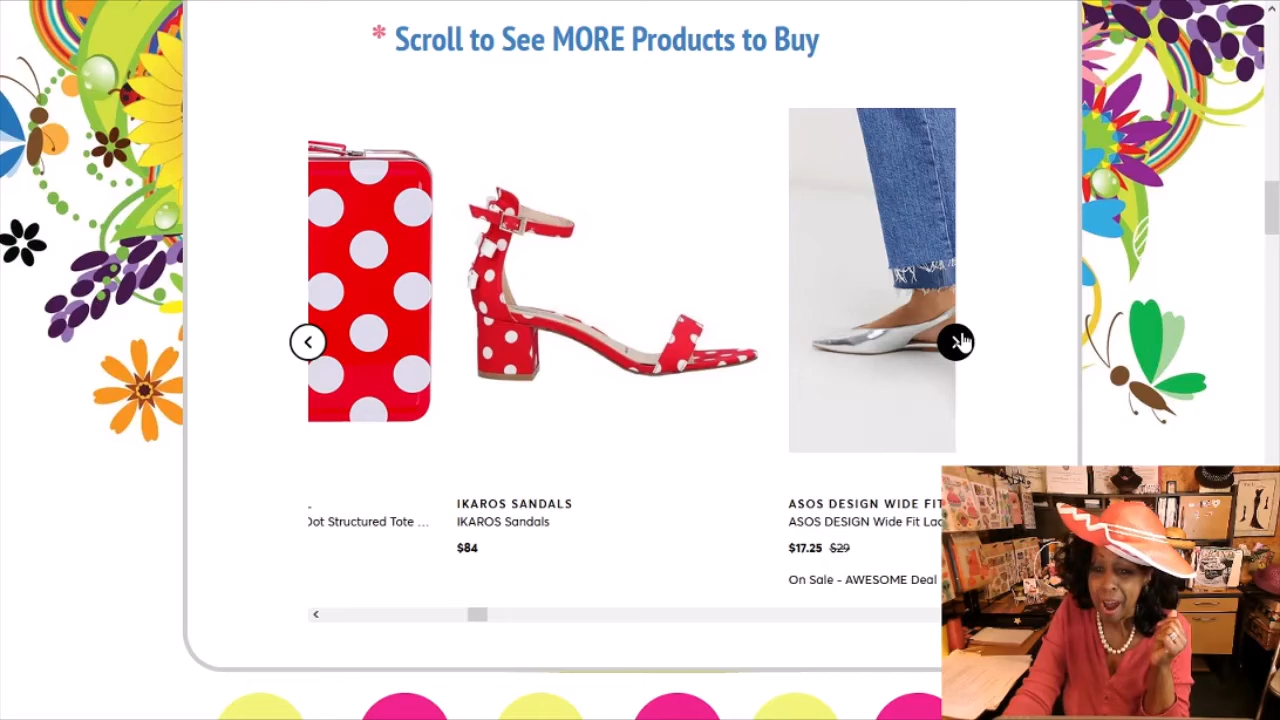 * Scroll to See MORE Products to Buy
Dot Structured Tote ...
IKAROS SANDALS
IKAROS Sandals
$84
ASOS DESIGN WIDE FIT
ASOS DESIGN Wide Fit Lac
$17.25 $29
On Sale - AWESOME Deal